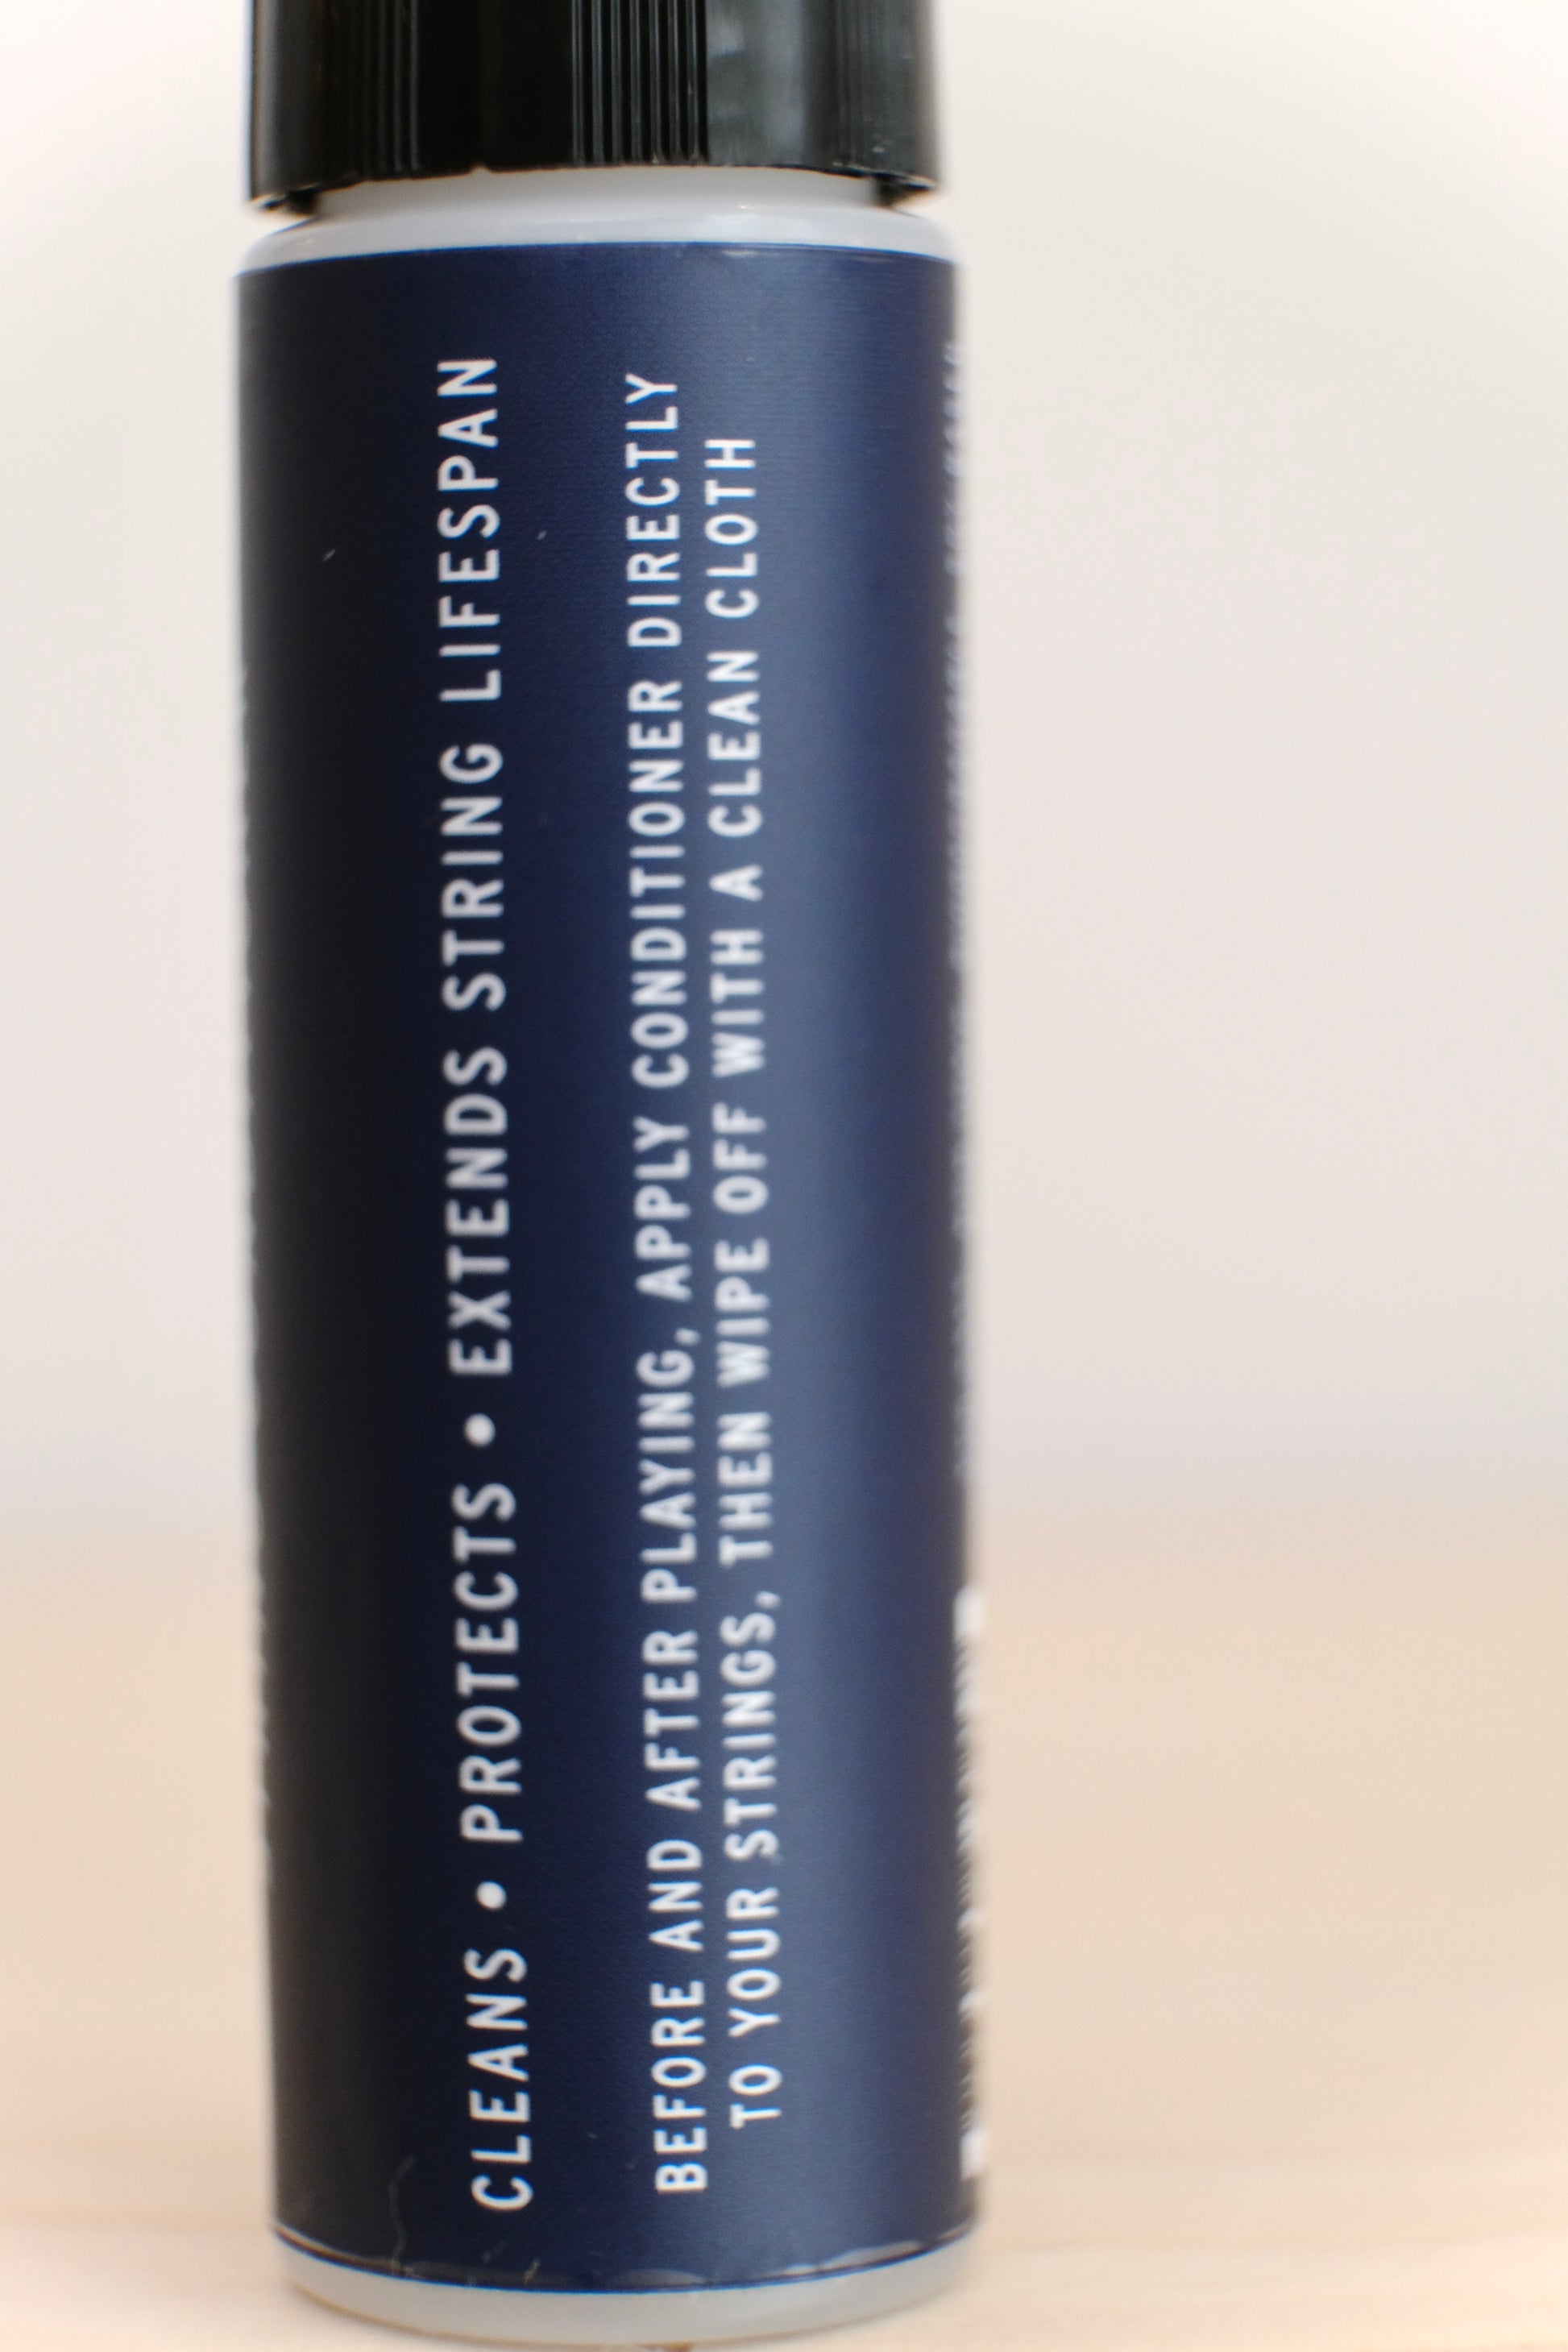 CLEANS • PROTECTS • EXTENDS STRING LIFESPAN
BEFORE AND AFTER PLAYING, APPLY CONDITIONER DIRECTLY
TO YOUR STRINGS, THEN WIPE OFF WITH A CLEAN CLOTH